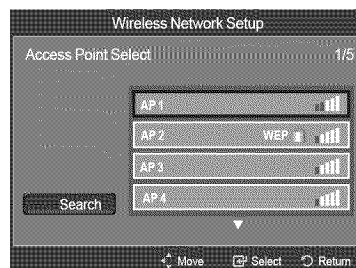 Wireless Network Setup
Access Point Select 1/5
AP 1
AP 2 WEP
AP 3
AP 4
Search
Move Select Return